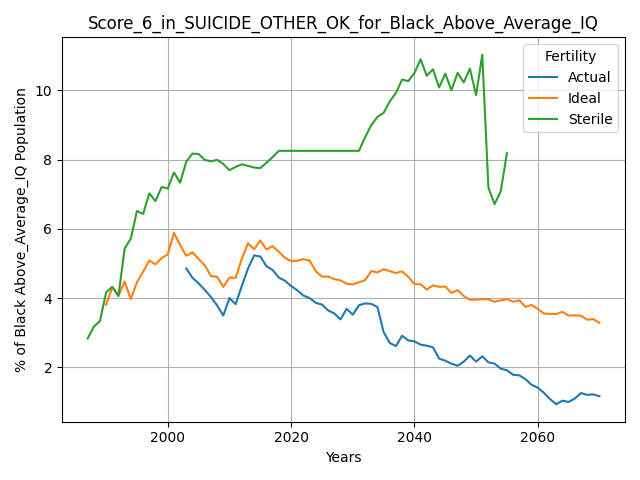 Score_6_in_SUICIDE_OTHER_OK_for_Black_Above_Average_IQ
% of Black Above_Average_IQ Population
10
8
6
4
2
Fertility
Actual
Ideal
Sterile
2000
2020
2040
2060
Years